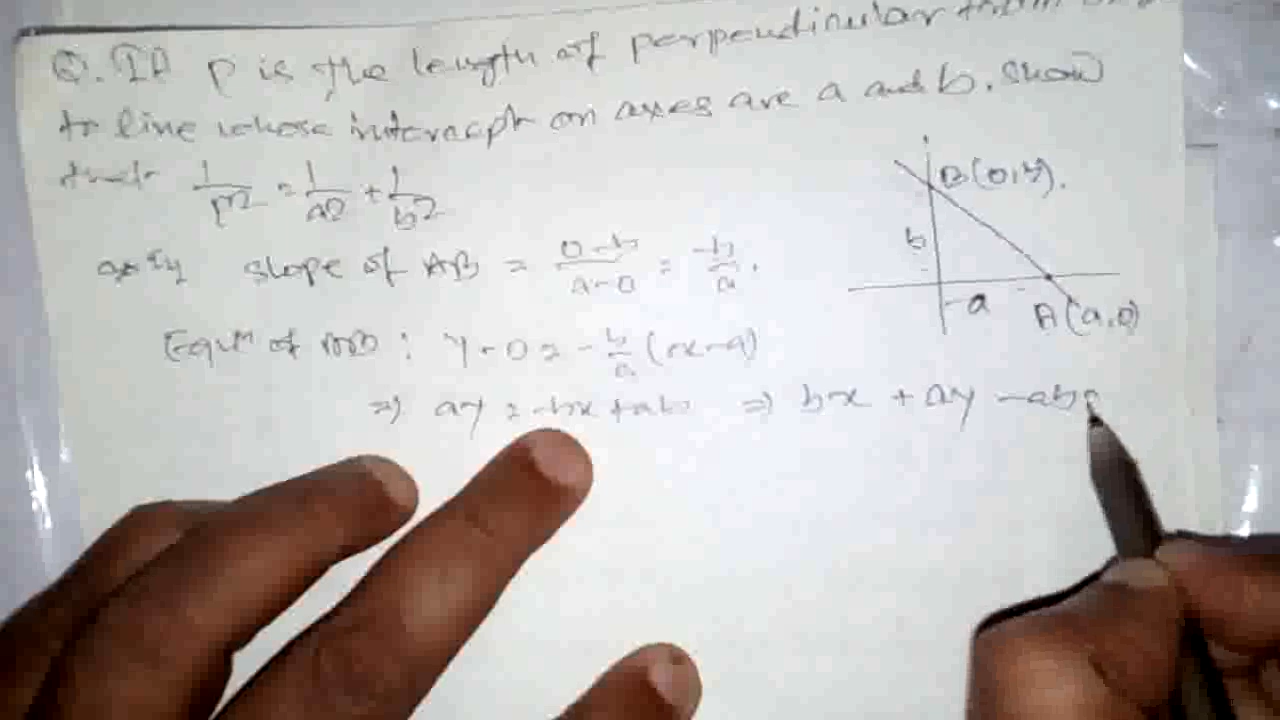 Q. If P is the length of perpendicular from
to line whose intercept on axes are a and b. show
that 1/p2 = 1/a2 + 1/b2
slope of AB = 0-b/a-0 = -b/a.
Equn of AB : y-0 = -b/a (x-a)
=> ay = -bx + ab => bx + ay -ab
B(0,b).
b
a
A(a,0)